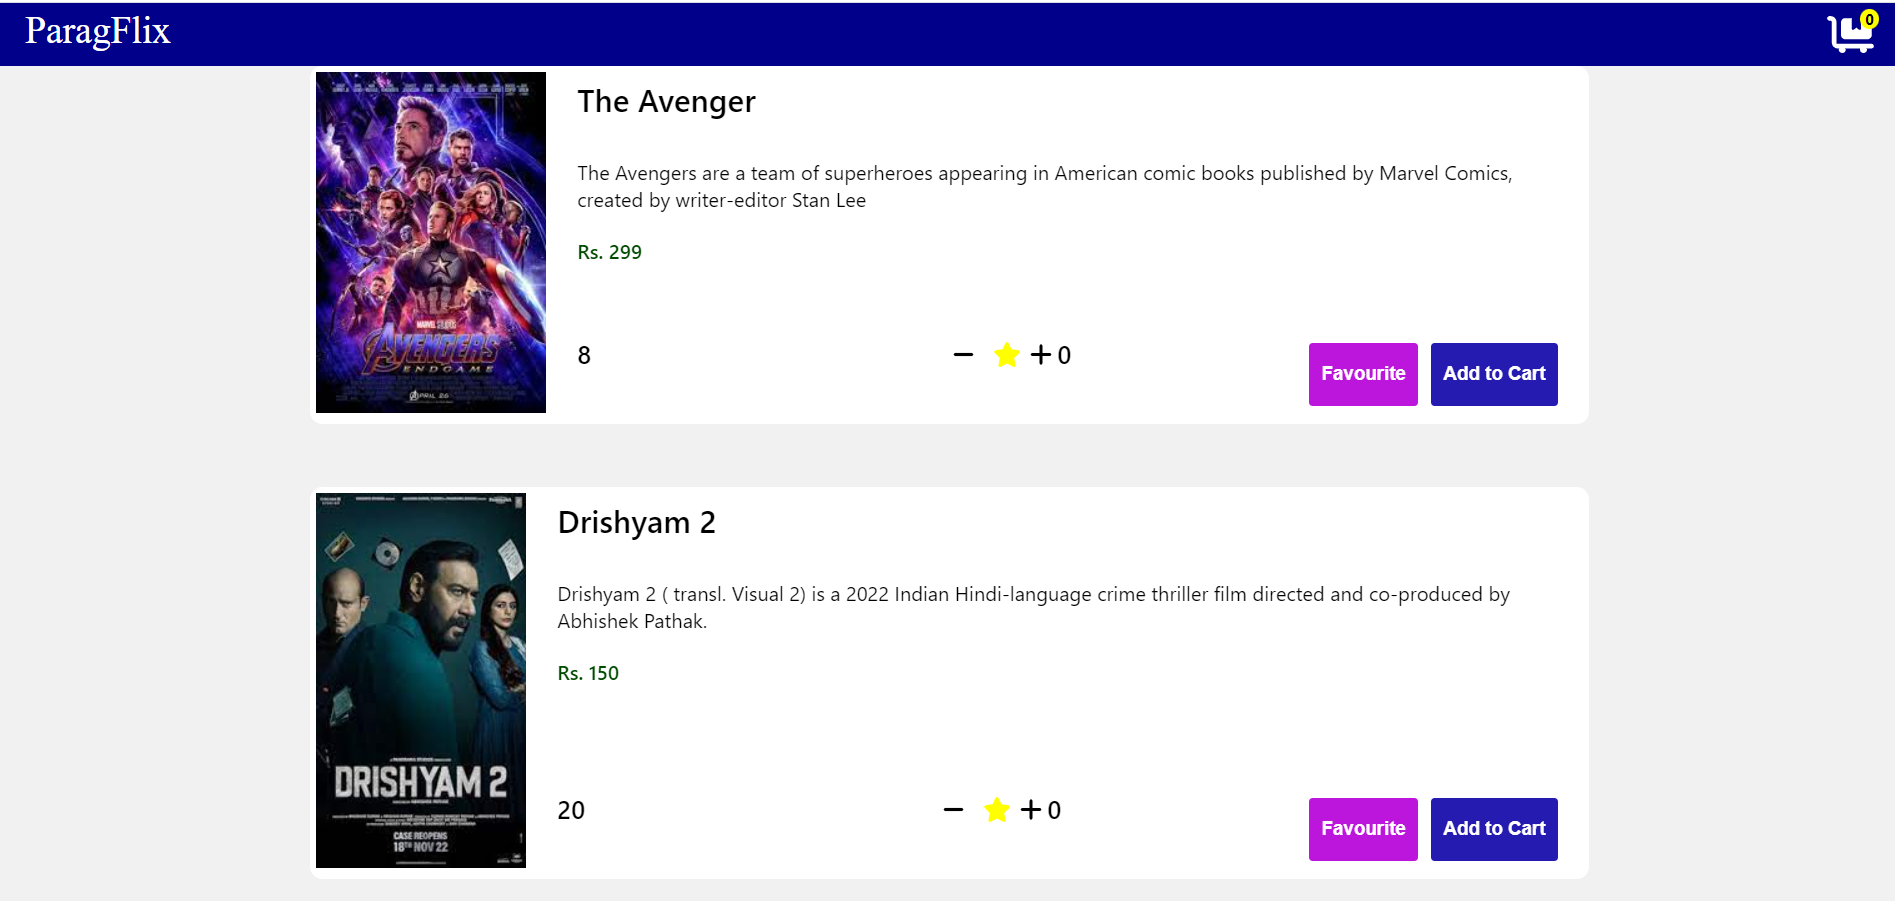 ParagFlix
0
The Avenger
The Avengers are a team of superheroes appearing in American comic books published by Marvel Comics,
created by writer-editor Stan Lee
Rs. 299
8
0
Favourite
Add to Cart
MARVEL STUDIOS
AVENGERS
ENDGAME
APRIL 26
Drishyam 2
Drishyam 2 ( transl. Visual 2) is a 2022 Indian Hindi-language crime thriller film directed and co-produced by
Abhishek Pathak.
Rs. 150
20
0
Favourite
Add to Cart
DRISHYAM 2
CASE REOPENS
18TH NOV 22